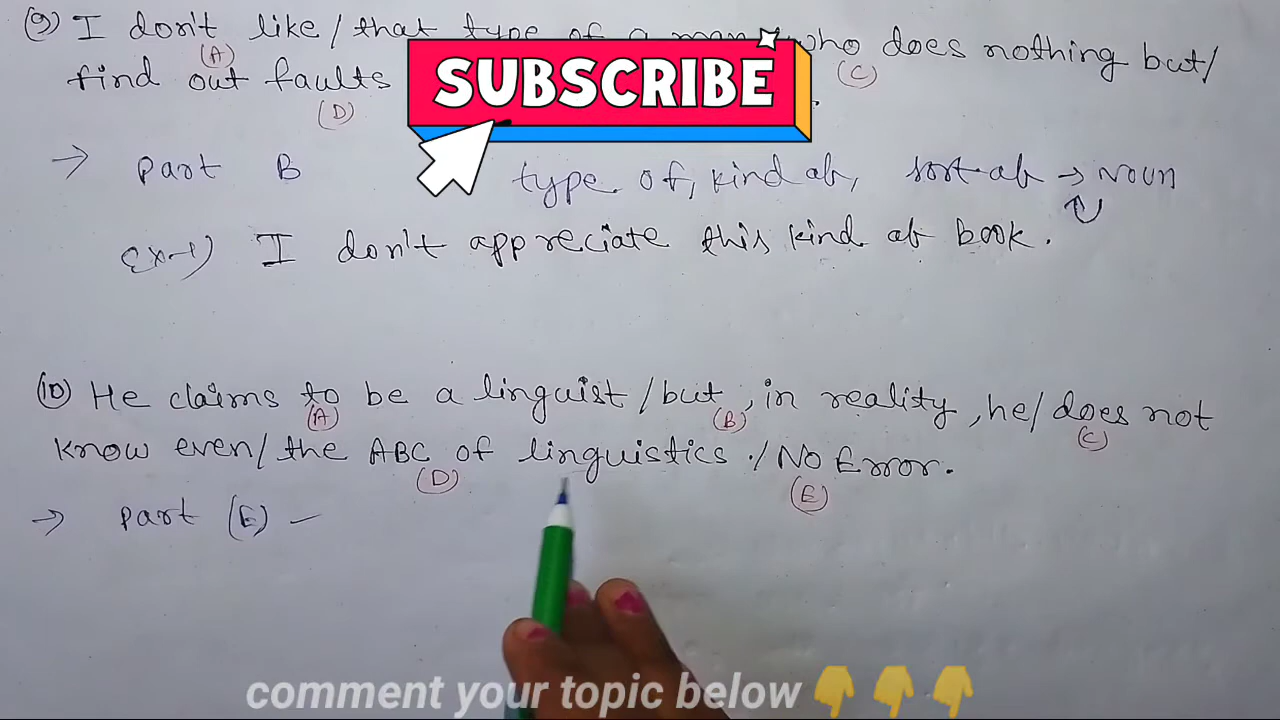 (9) I don't like/that type of a man who does nothing but/
(A) (C)
find out faults
(D)
SUBSCRIBE
→ Part B type of, kind of, sort of → Noun
Ex-1) I don't appreciate this kind of book.
(10) He claims to be a linguist/but, in reality, he/does not
(A) (B) (C)
know even/the ABC of linguistics ./No Error.
(D) (E)
→ Part (E) –
comment your topic below